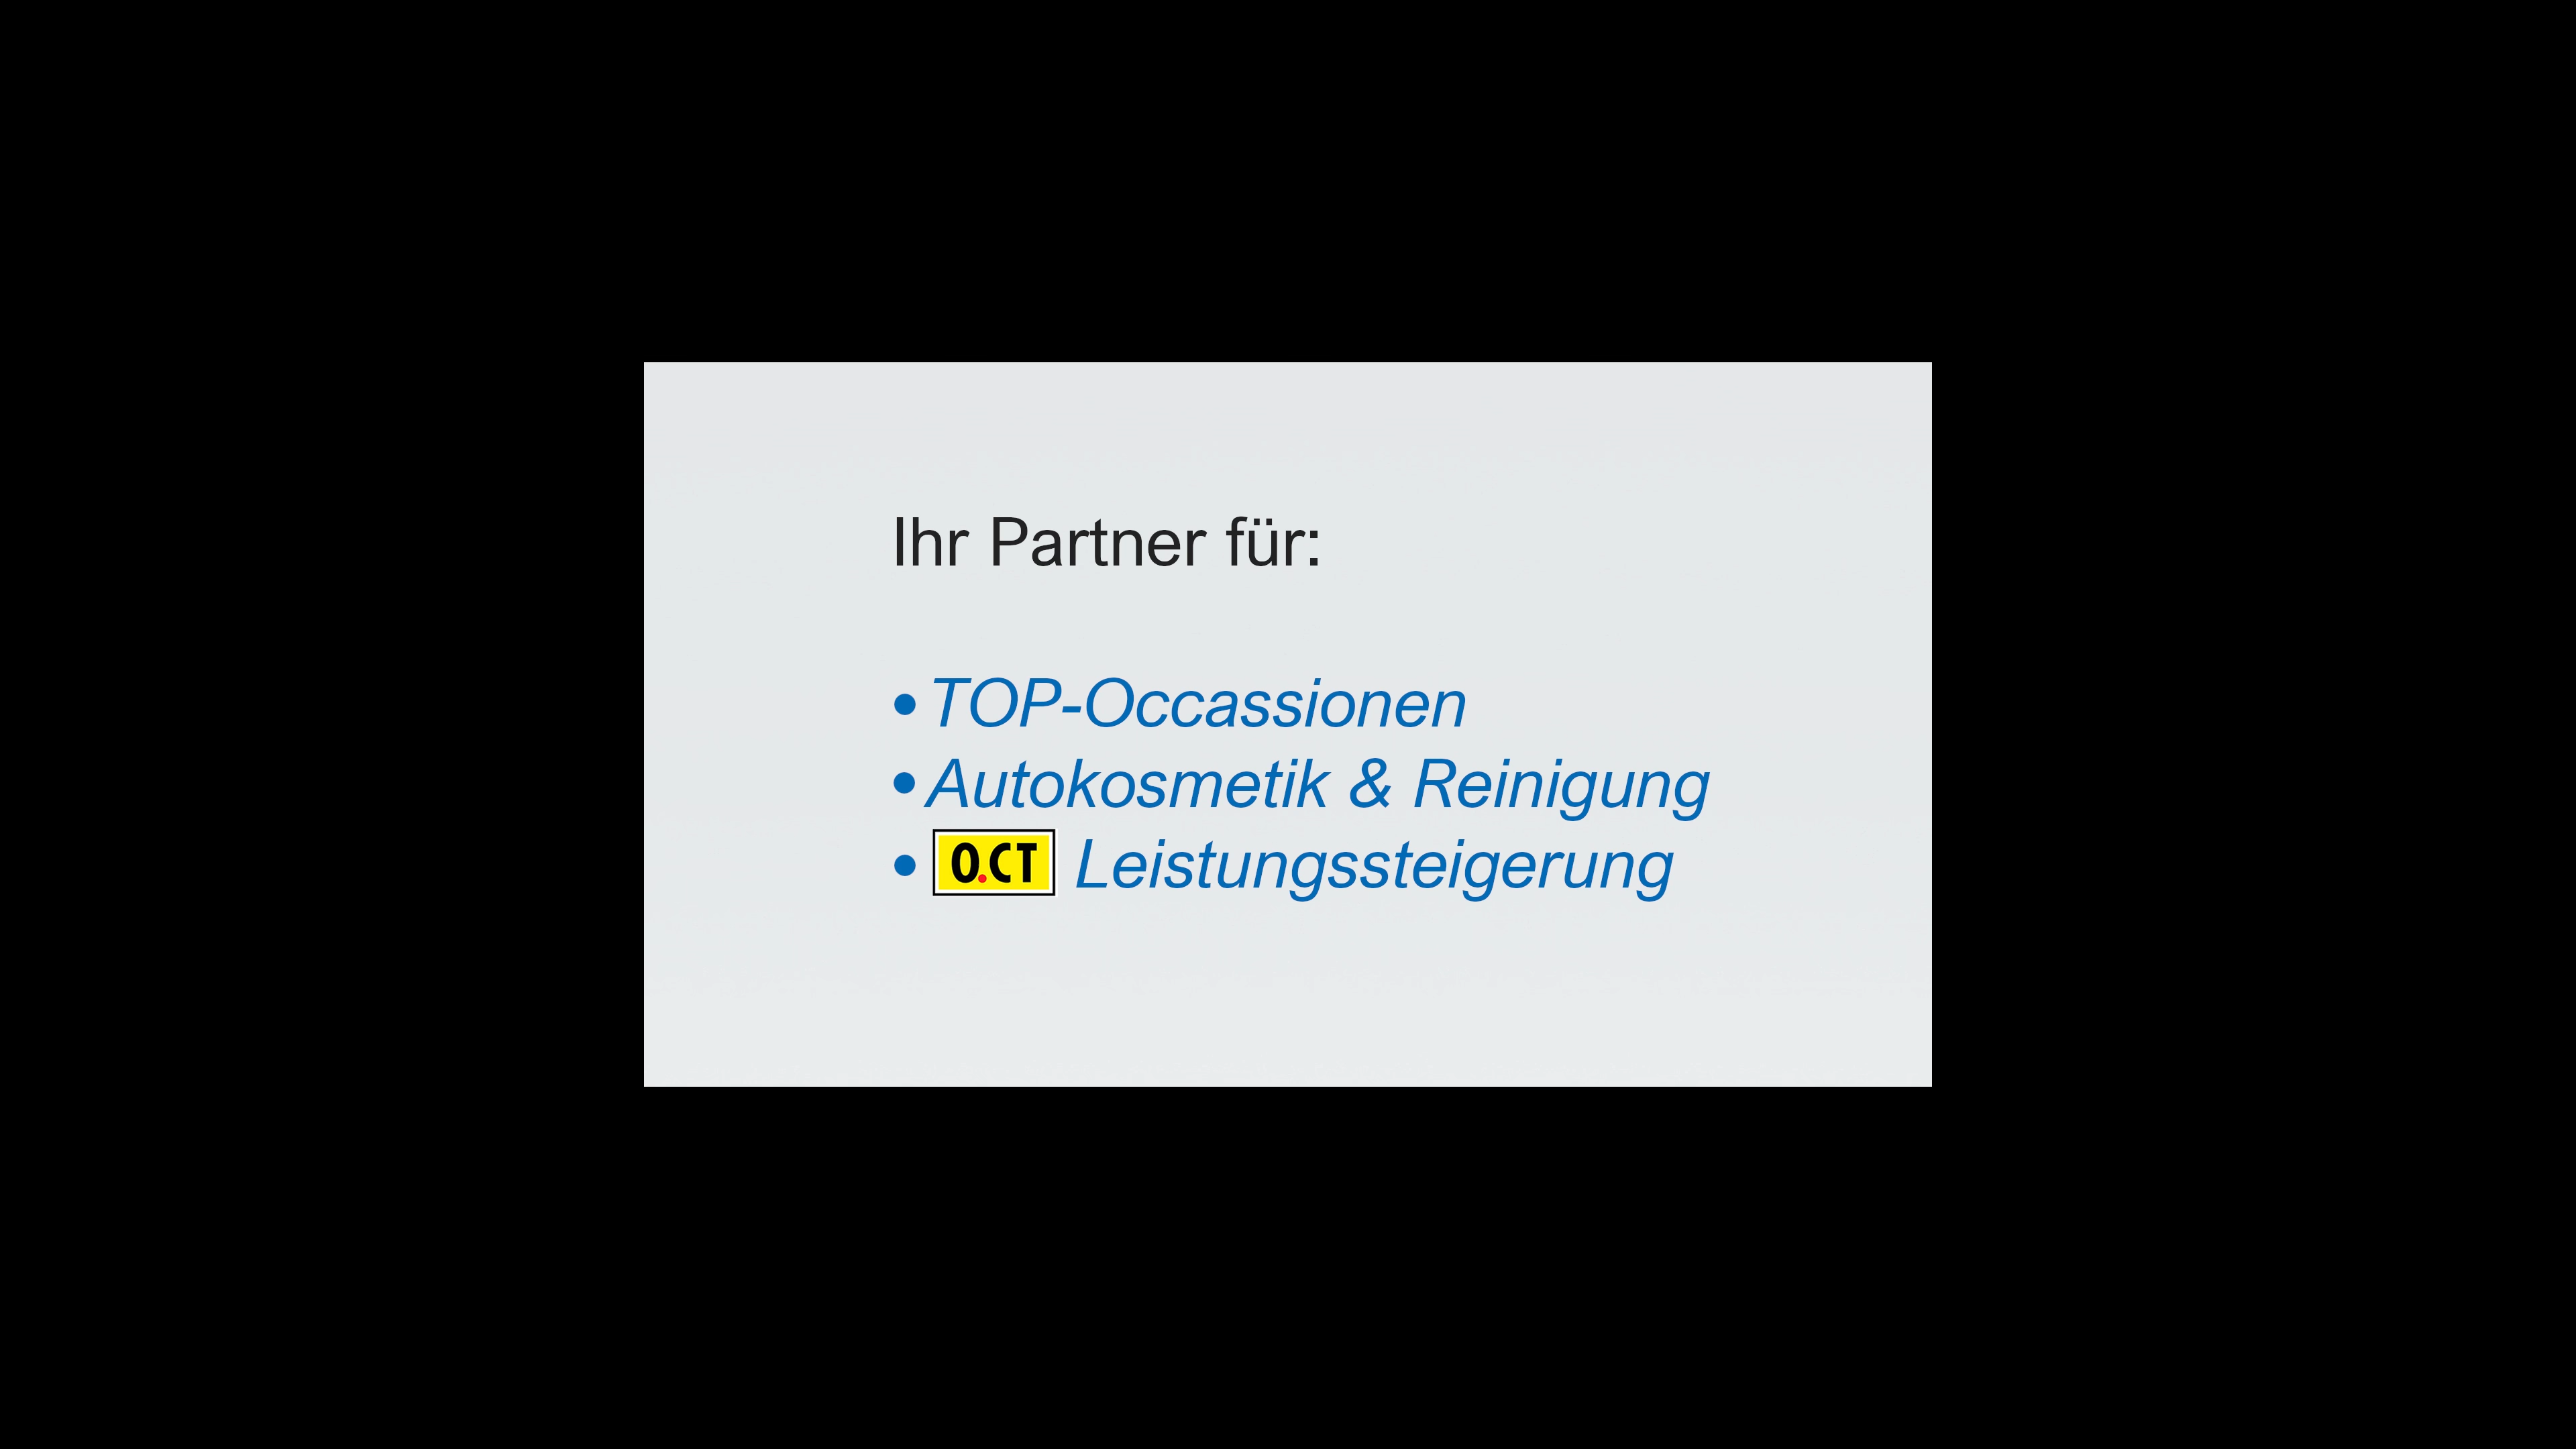 Ihr Partner für:
• TOP-Occassionen
• Autokosmetik & Reinigung
• O.CT Leistungssteigerung